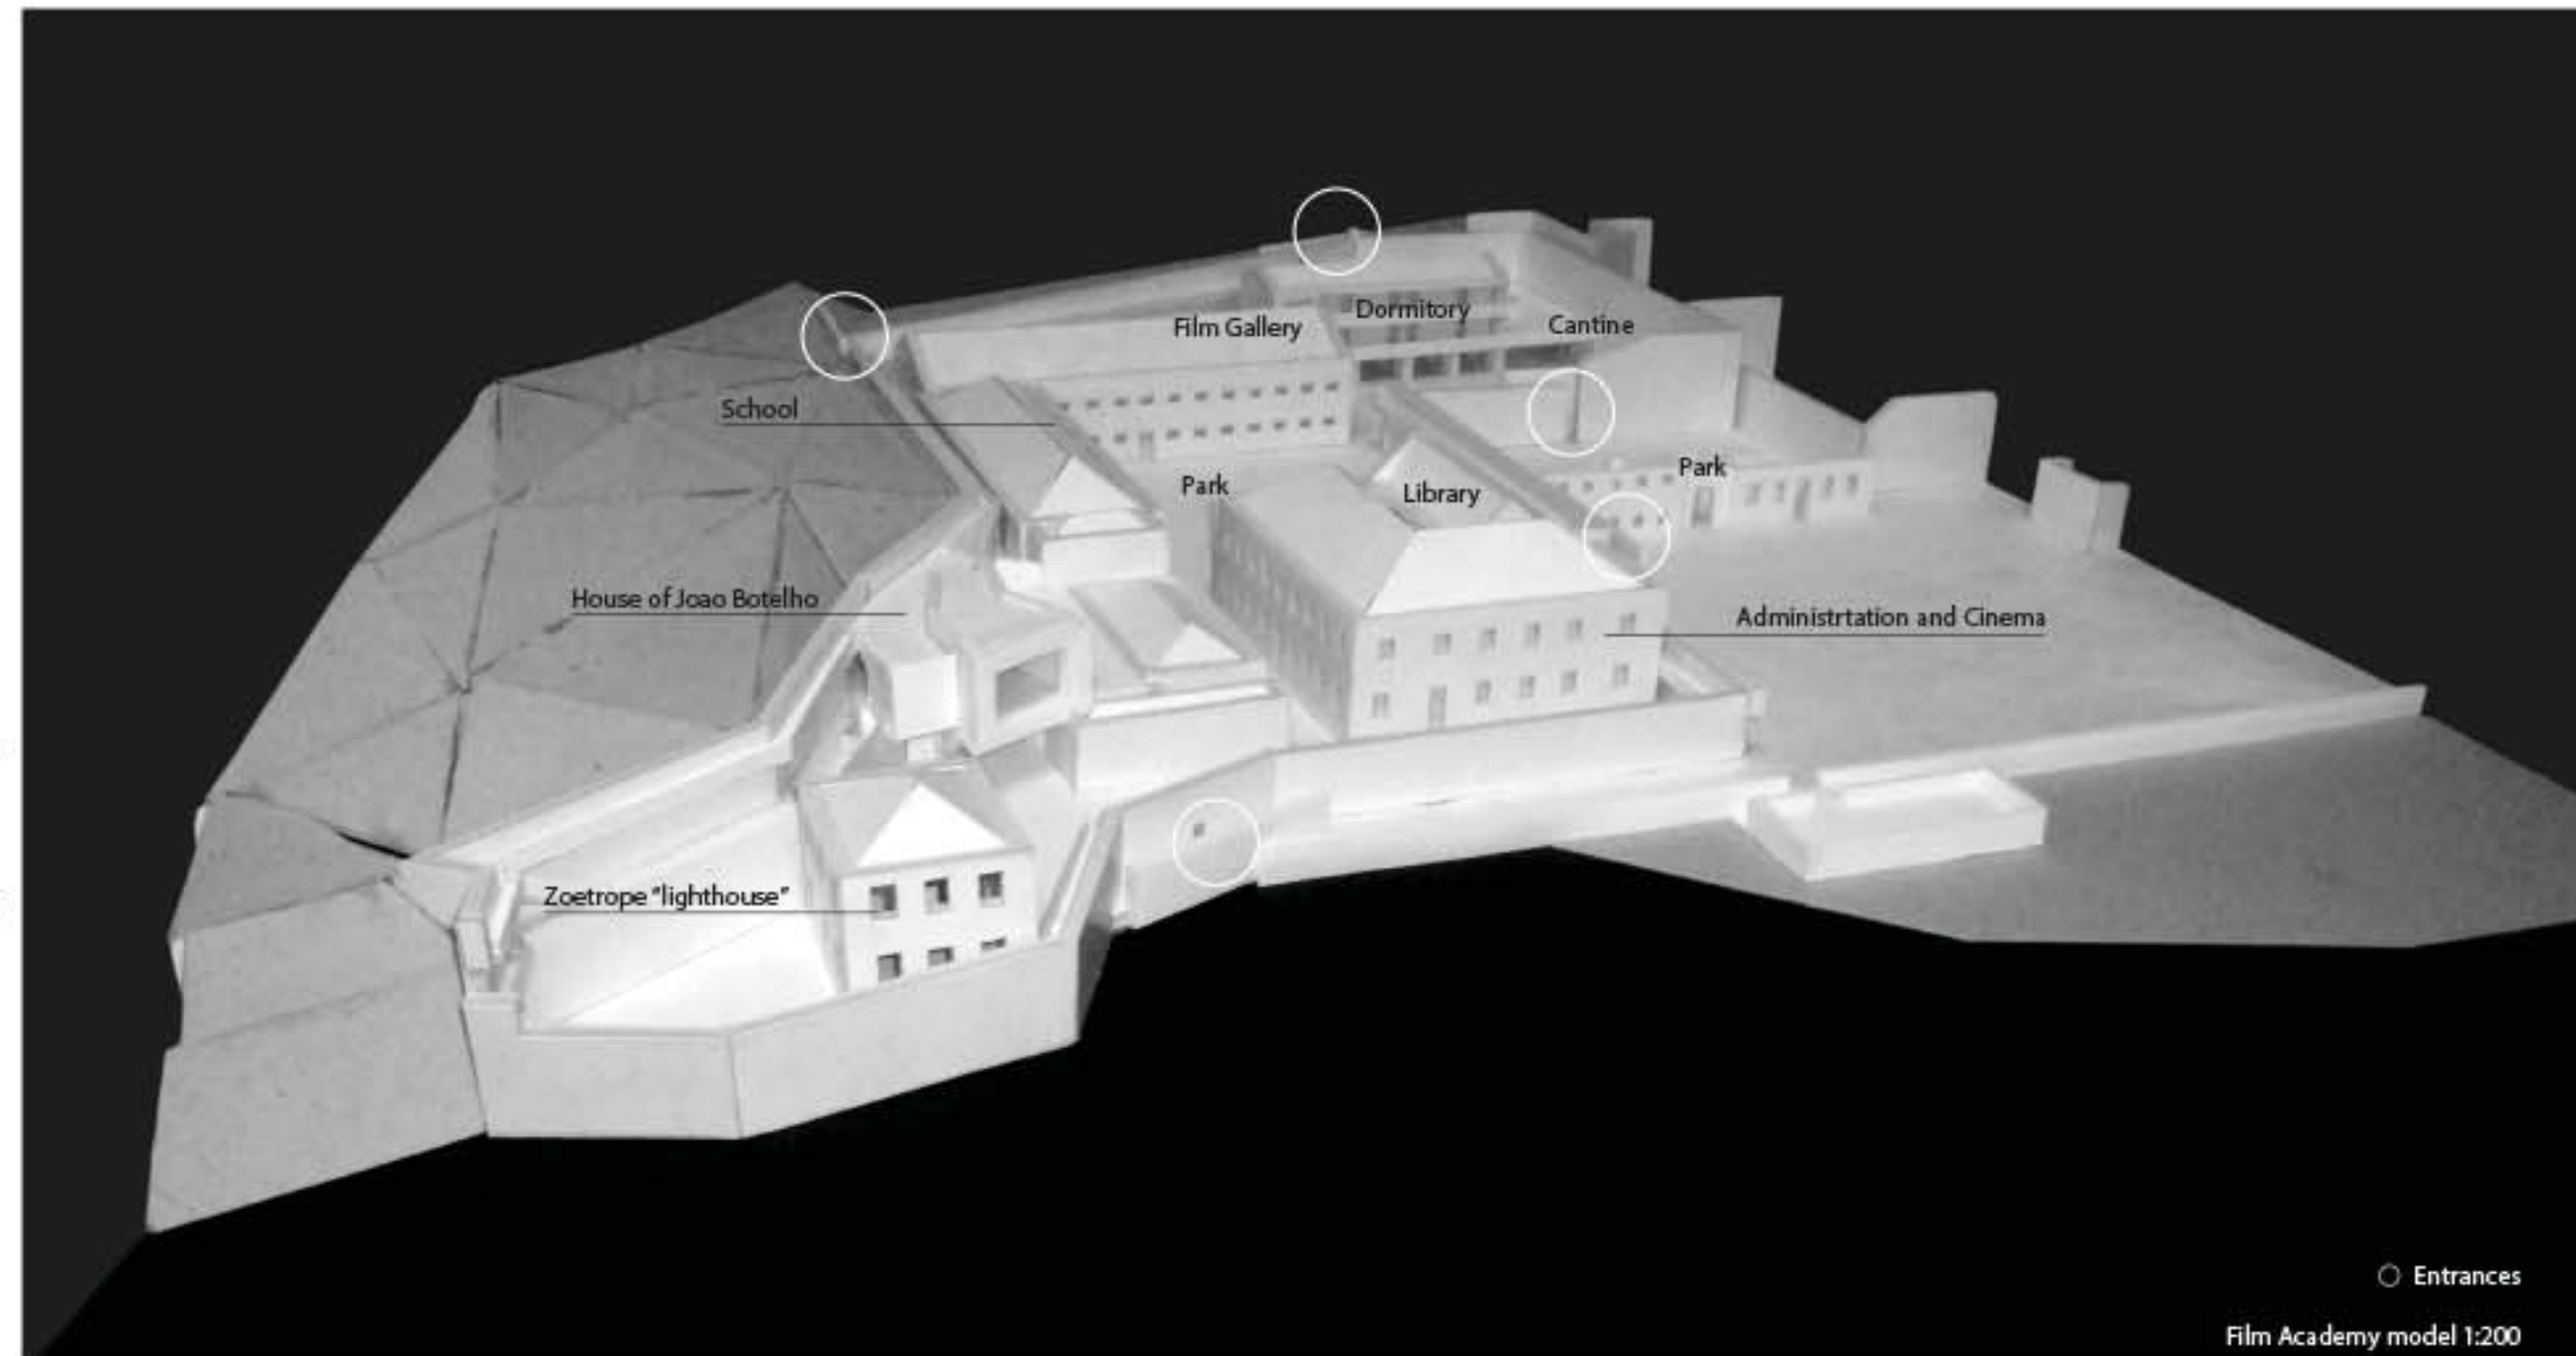 Dormitory
Film Gallery
Cantine
School
Park
Park
Library
House of Joao Botelho
Administrtation and Cinema
Zoetrope "lighthouse"
Entrances
Film Academy model 1:200